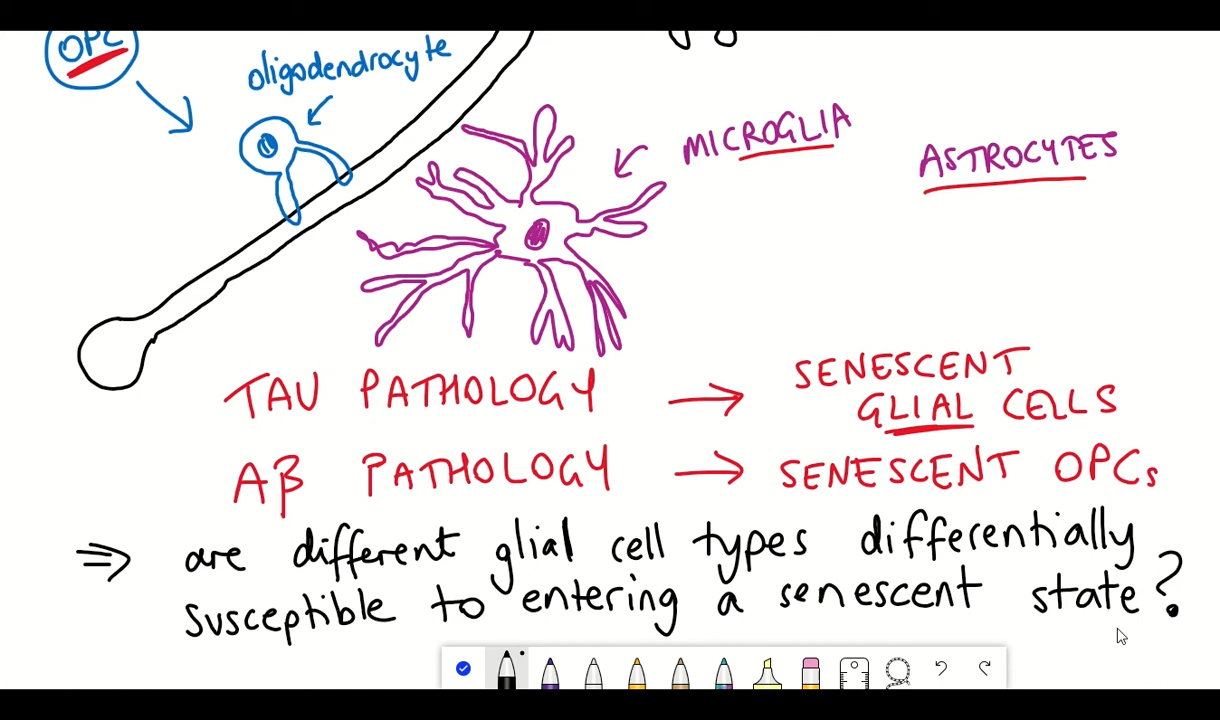 OPC
oligodendrocyte
MICROGLIA
ASTROCYTES
TAU PATHOLOGY → SENESCENT
GLIAL CELLS
Aβ PATHOLOGY → SENESCENT OPCs
⇒ are different glial cell types differentially
susceptible to entering a senescent state?